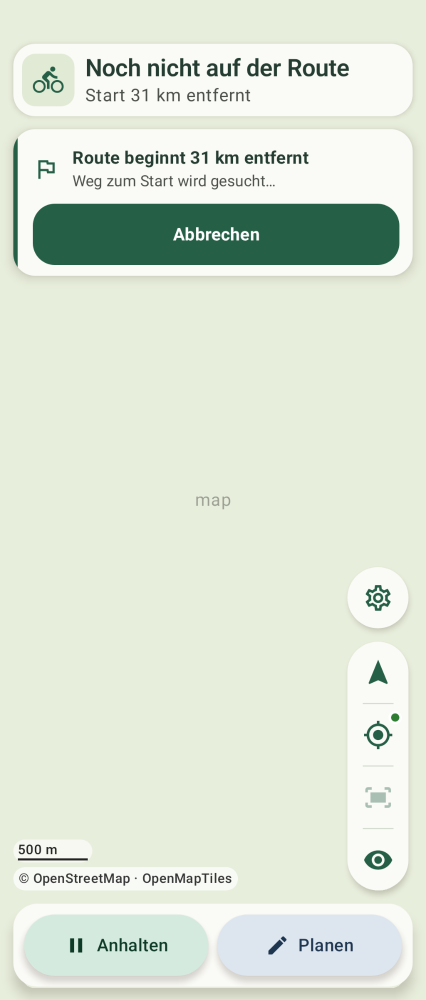 Noch nicht auf der Route
Start 31 km entfernt
Route beginnt 31 km entfernt
Weg zum Start wird gesucht…
Abbrechen
map
500 m
© OpenStreetMap · OpenMapTiles
Anhalten
Planen